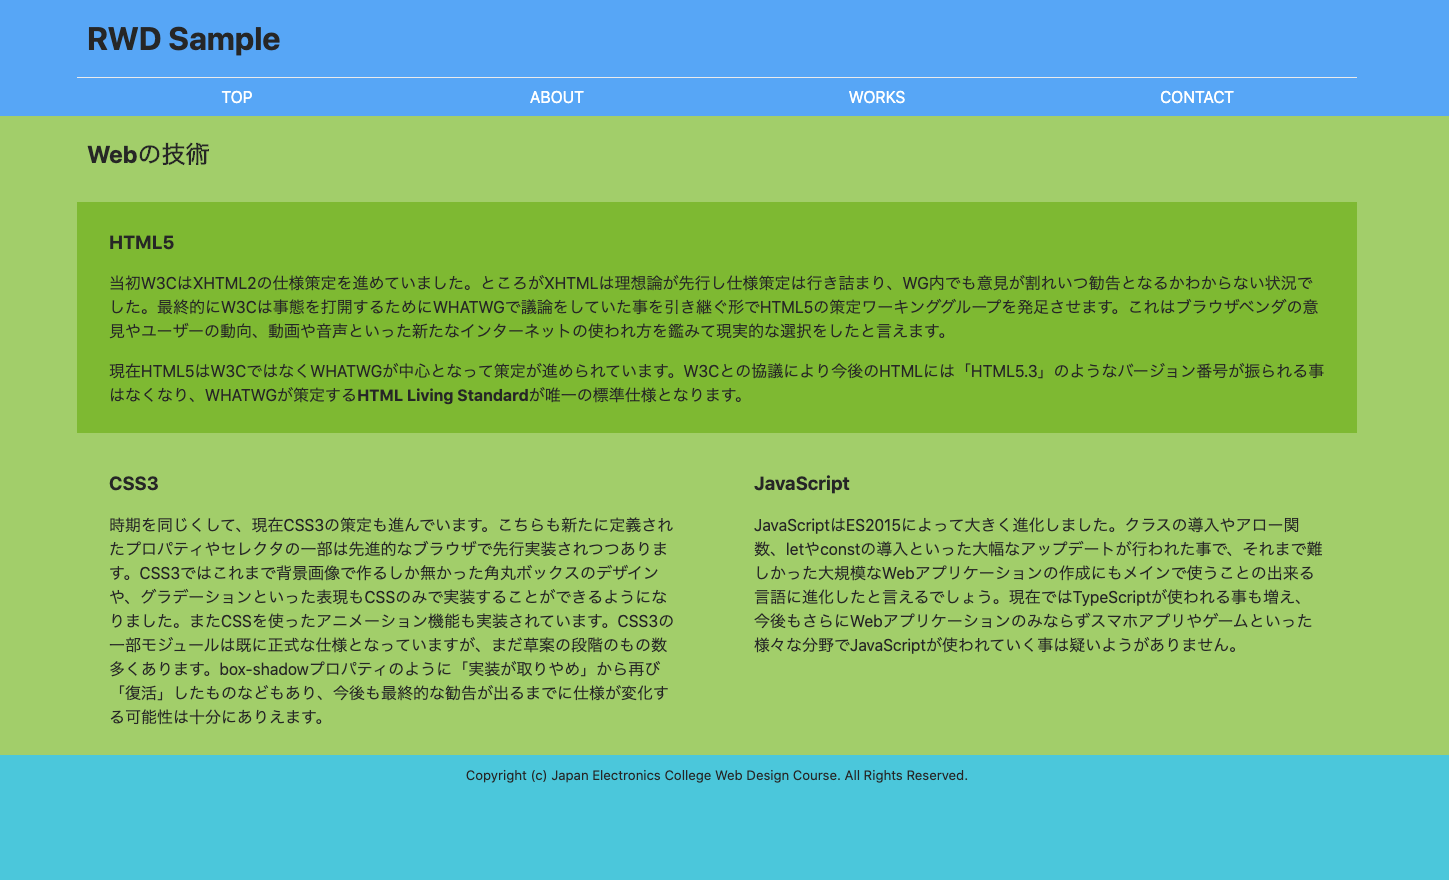 RWD Sample
TOP
ABOUT
WORKS
CONTACT
Webの技術
HTML5
当初W3CはXHTML2の仕様策定を進めていました。ところがXHTMLは理想論が先行し仕様策定は行き詰まり、WG内でも意見が割れいつ勧告となるかわからない状況で
した。最終的にW3Cは事態を打開するためにWHATWGで議論をしていた事を引き継ぐ形でHTML5の策定ワーキンググループを発足させます。これはブラウザベンダの意
見やユーザーの動向、動画や音声といった新たなインターネットの使われ方を鑑みて現実的な選択をしたと言えます。
現在HTML5はW3CではなくWHATWGが中心となって策定が進められています。W3Cとの協議により今後のHTMLには「HTML5.3」のようなバージョン番号が振られる事
はなくなり、WHATWGが策定するHTML Living Standardが唯一の標準仕様となります。
CSS3
時期を同じくして、現在CSS3の策定も進んでいます。こちらも新たに定義され
たプロパティやセレクタの一部は先進的なブラウザで先行実装されつつありま
す。CSS3ではこれまで背景画像で作るしか無かった角丸ボックスのデザイン
や、グラデーションといった表現もCSSのみで実装することができるようにな
りました。またCSSを使ったアニメーション機能も実装されています。CSS3の
一部モジュールは既に正式な仕様となっていますが、まだ草案の段階のもの数
多くあります。box-shadowプロパティのように「実装が取りやめ」から再び
「復活」したものなどもあり、今後も最終的な勧告が出るまでに仕様が変化す
る可能性は十分にありえます。
JavaScript
JavaScriptはES2015によって大きく進化しました。クラスの導入やアロー関
数、letやconstの導入といった大幅なアップデートが行われた事で、それまで難
しかった大規模なWebアプリケーションの作成にもメインで使うことの出来る
言語に進化したと言えるでしょう。現在ではTypeScriptが使われる事も増え、
今後もさらにWebアプリケーションのみならずスマホアプリやゲームといった
様々な分野でJavaScriptが使われていく事は疑いようがありません。
Copyright (c) Japan Electronics College Web Design Course. All Rights Reserved.